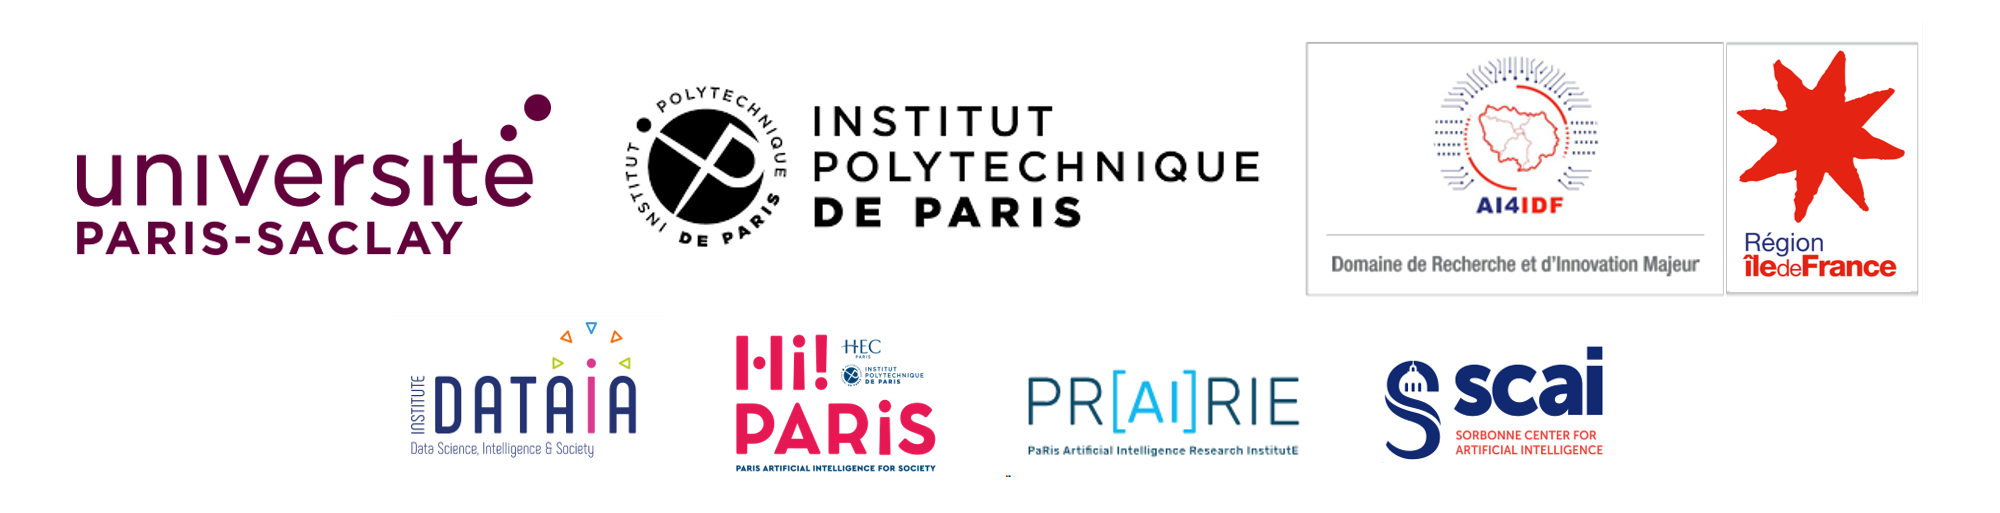 université
PARIS-SACLAY
INSTITUT POLYTECHNIQUE DE PARIS
INSTITUT
POLYTECHNIQUE
DE PARIS
AI4IDF
Domaine de Recherche et d'Innovation Majeur
Région
îledeFrance
INSTITUTE
DATAiA
Data Science, Intelligence & Society
Hi!
PARiS
HEC
PARIS
INSTITUT
POLYTECHNIQUE
DE PARIS
PARIS ARTIFICIAL INTELLIGENCE FOR SOCIETY
PR[AI]RIE
PaRis Artificial Intelligence Research InstitutE
scai
SORBONNE CENTER FOR
ARTIFICIAL INTELLIGENCE